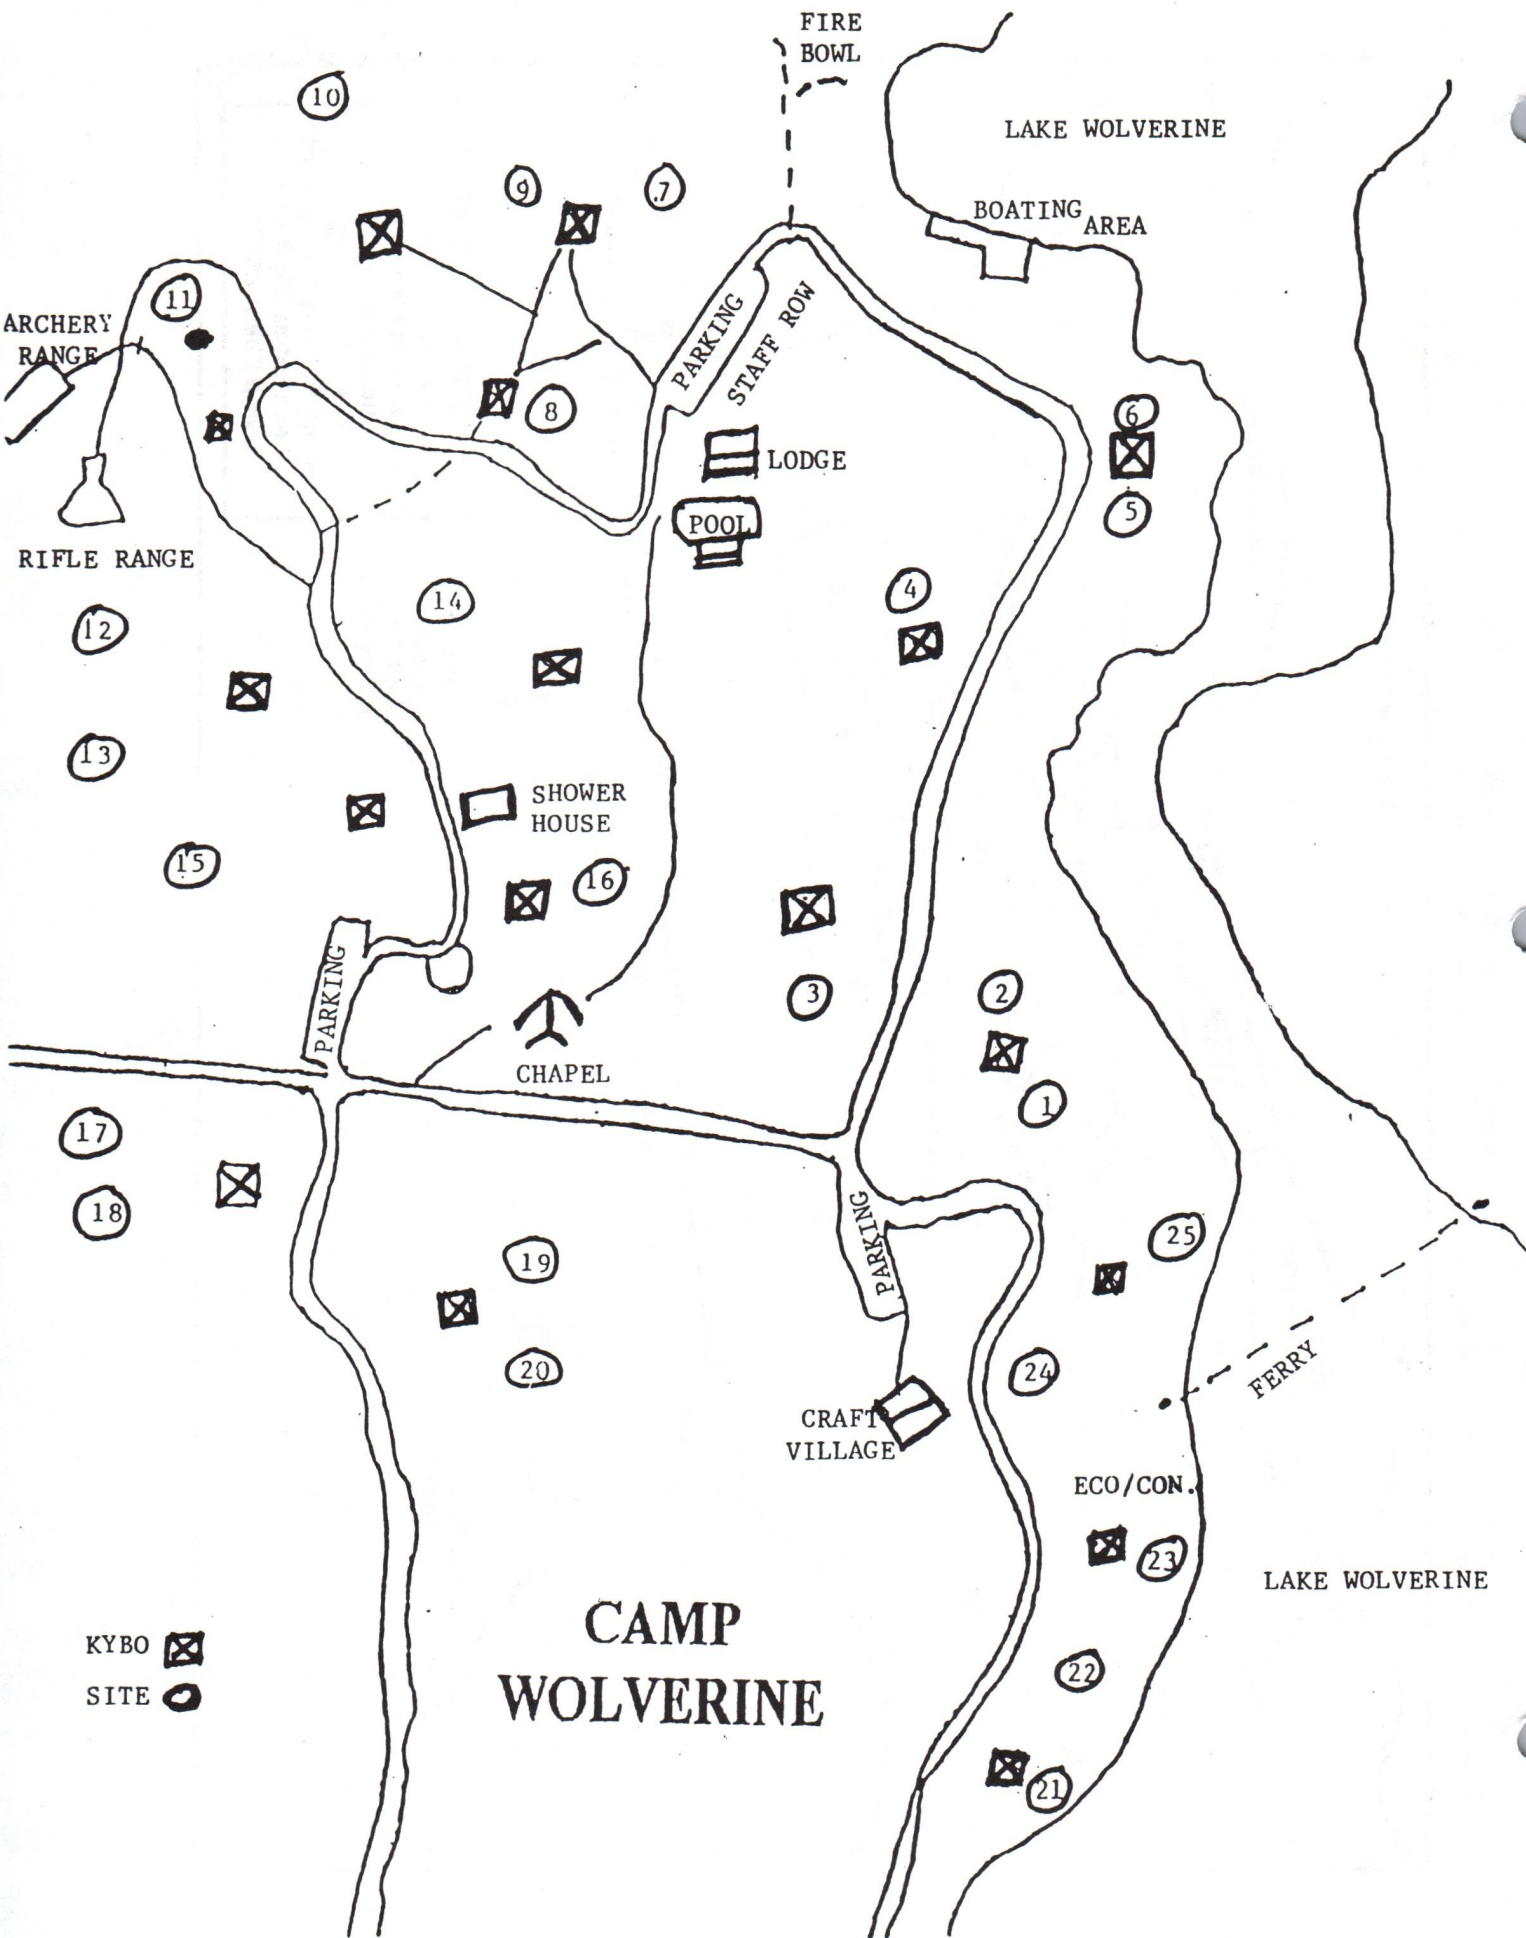 FIRE
BOWL
10
LAKE WOLVERINE
9
7
BOATING AREA
11
ARCHERY
RANGE
PARKING
STAFF ROW
8
6
LODGE
5
POOL
RIFLE RANGE
4
14
12
13
SHOWER
HOUSE
15
16
PARKING
3
2
CHAPEL
1
17
18
PARKING
25
19
20
24
FERRY
CRAFT
VILLAGE
ECO/CON.
23
LAKE WOLVERINE
CAMP
WOLVERINE
KYBO
SITE
22
21